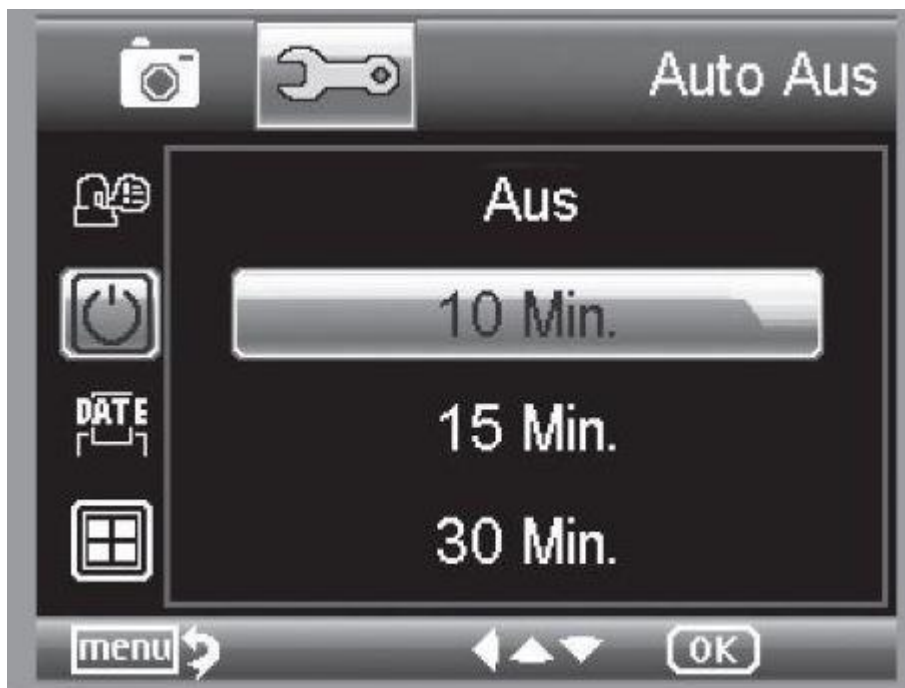 Auto Aus
Aus
10 Min.
DATE
15 Min.
30 Min.
menu
OK